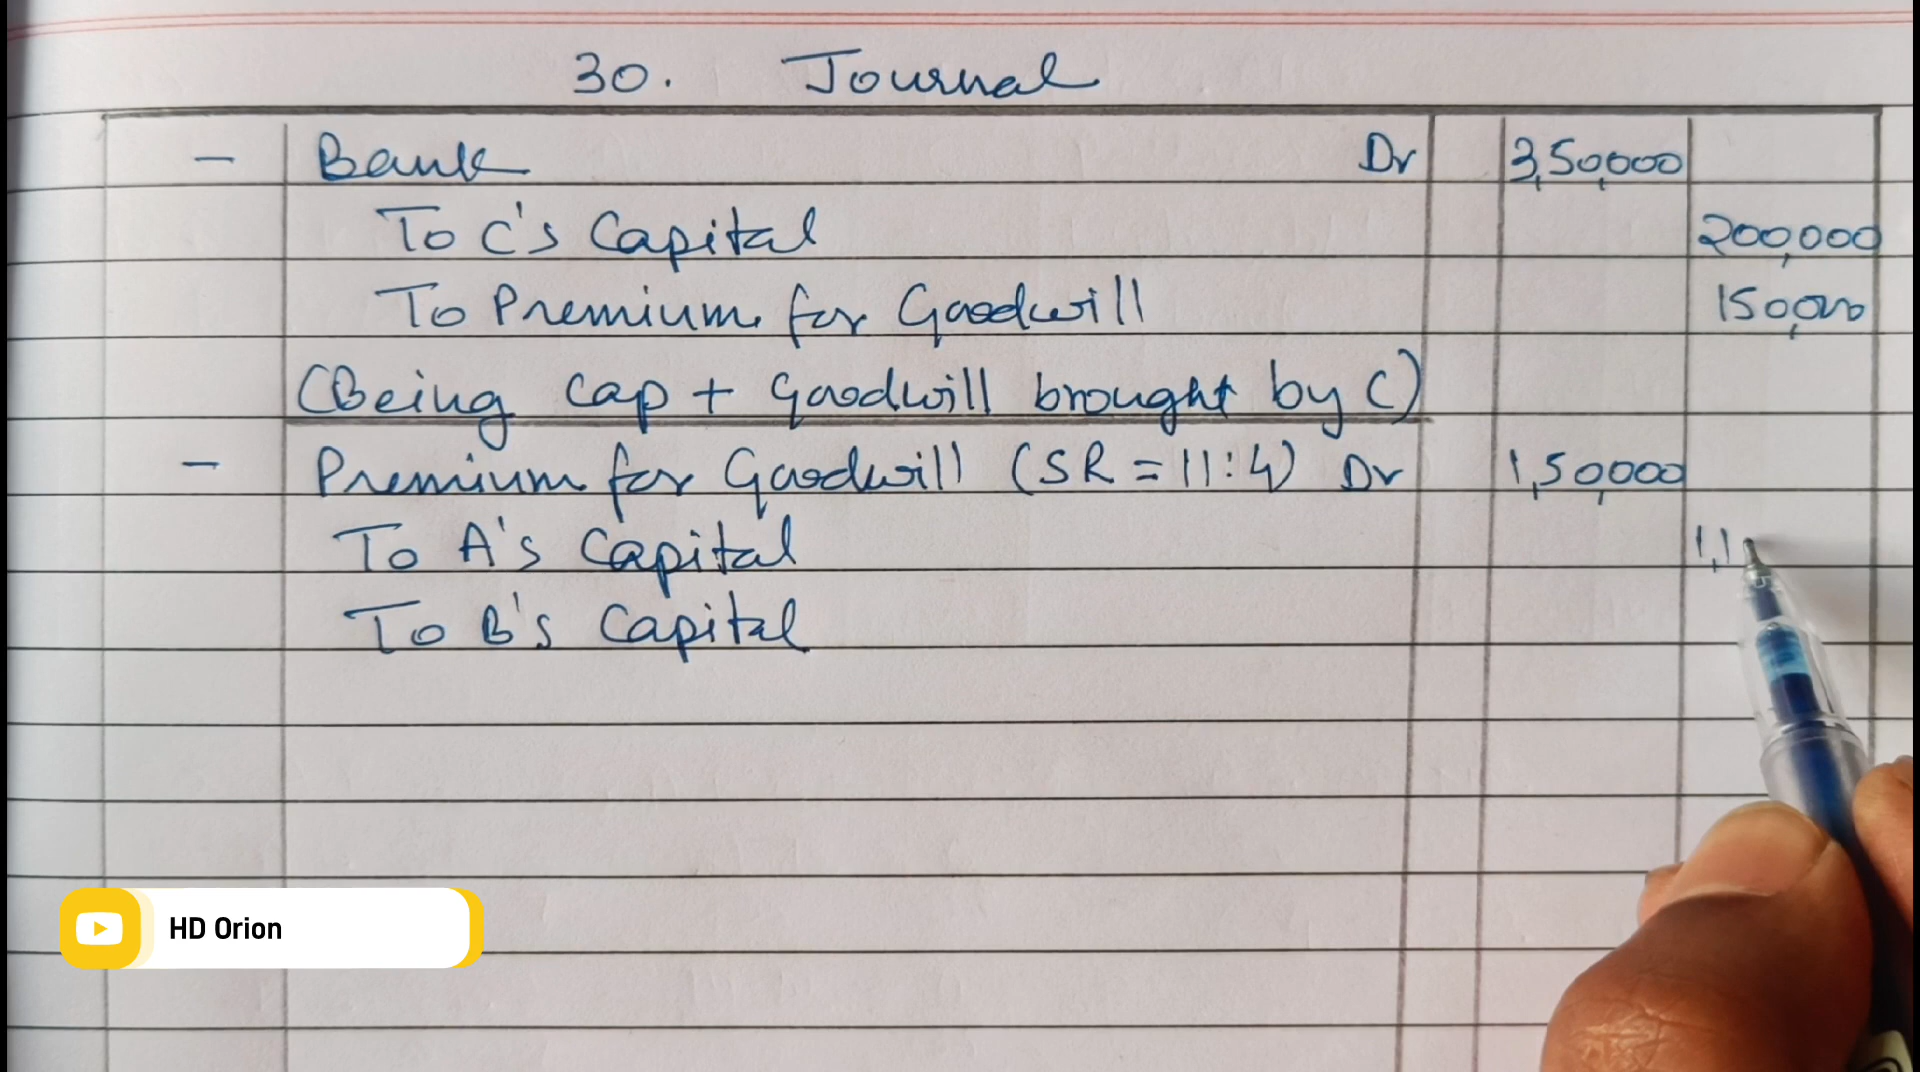 30. Journal
- Bank Dr 3,50,000
To C's Capital 200,000
To Premium for Goodwill 150,000
(Being Cap + Goodwill brought by C)
- Premium for Goodwill (SR = 11:4) Dr 1,50,000
To A's Capital 1,1
To B's Capital
HD Orion